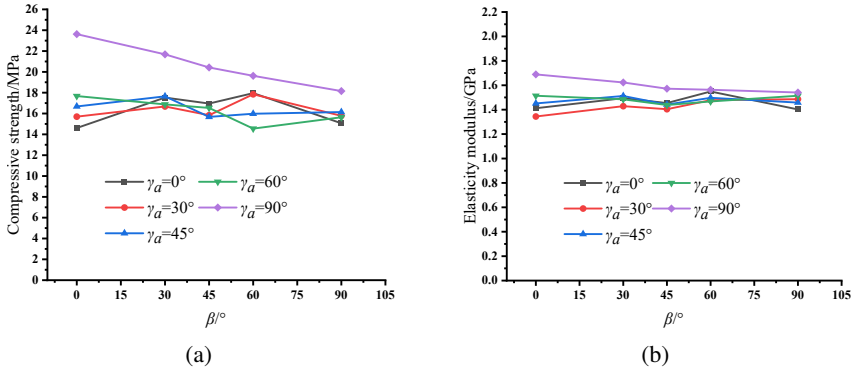 26
24
22
20
18
16
14
12
10
8
6
4
2
0
Compressive strength/MPa
γa=0° γa=60°
γa=30° γa=90°
γa=45°
0 15 30 45 60 75 90 105
β/°
(a)
2.2
2.0
1.8
1.6
1.4
1.2
1.0
0.8
0.6
0.4
0.2
0.0
Elasticity modulus/GPa
γa=0° γa=60°
γa=30° γa=90°
γa=45°
0 15 30 45 60 75 90 105
β/°
(b)